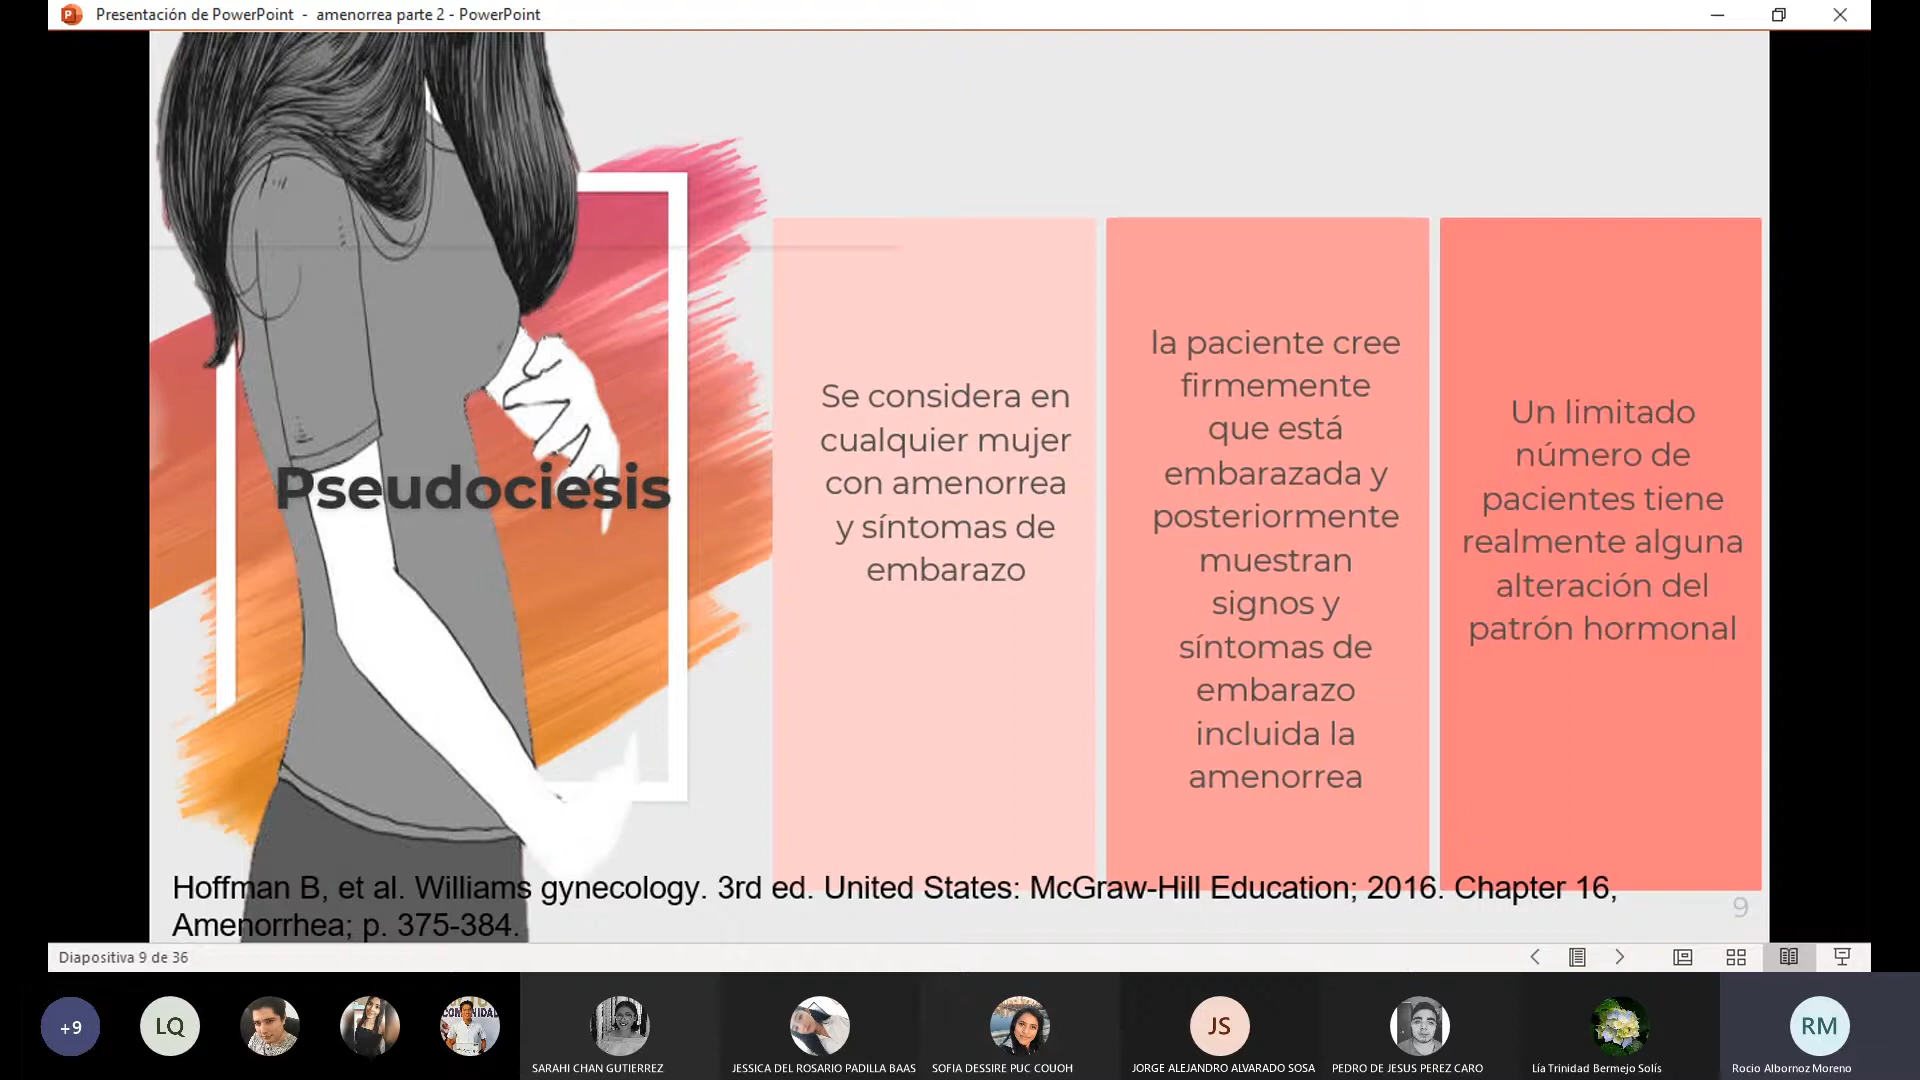 Presentación de PowerPoint - amenorrea parte 2 - PowerPoint
Pseudociesis
Se considera en
cualquier mujer
con amenorrea
y síntomas de
embarazo
la paciente cree
firmemente
que está
embarazada y
posteriormente
muestran
signos y
síntomas de
embarazo
incluida la
amenorrea
Un limitado
número de
pacientes tiene
realmente alguna
alteración del
patrón hormonal
Hoffman B, et al. Williams gynecology. 3rd ed. United States: McGraw-Hill Education; 2016. Chapter 16,
Amenorrhea; p. 375-384.
9
Diapositiva 9 de 36
+9
LQ
COMUNIDAD
JS
RM
SARAHI CHAN GUTIERREZ
JESSICA DEL ROSARIO PADILLA BAAS
SOFIA DESSIRE PUC COUOH
JORGE ALEJANDRO ALVARADO SOSA
PEDRO DE JESUS PEREZ CARO
Lía Trinidad Bermejo Solís
Rocio Albornoz Moreno